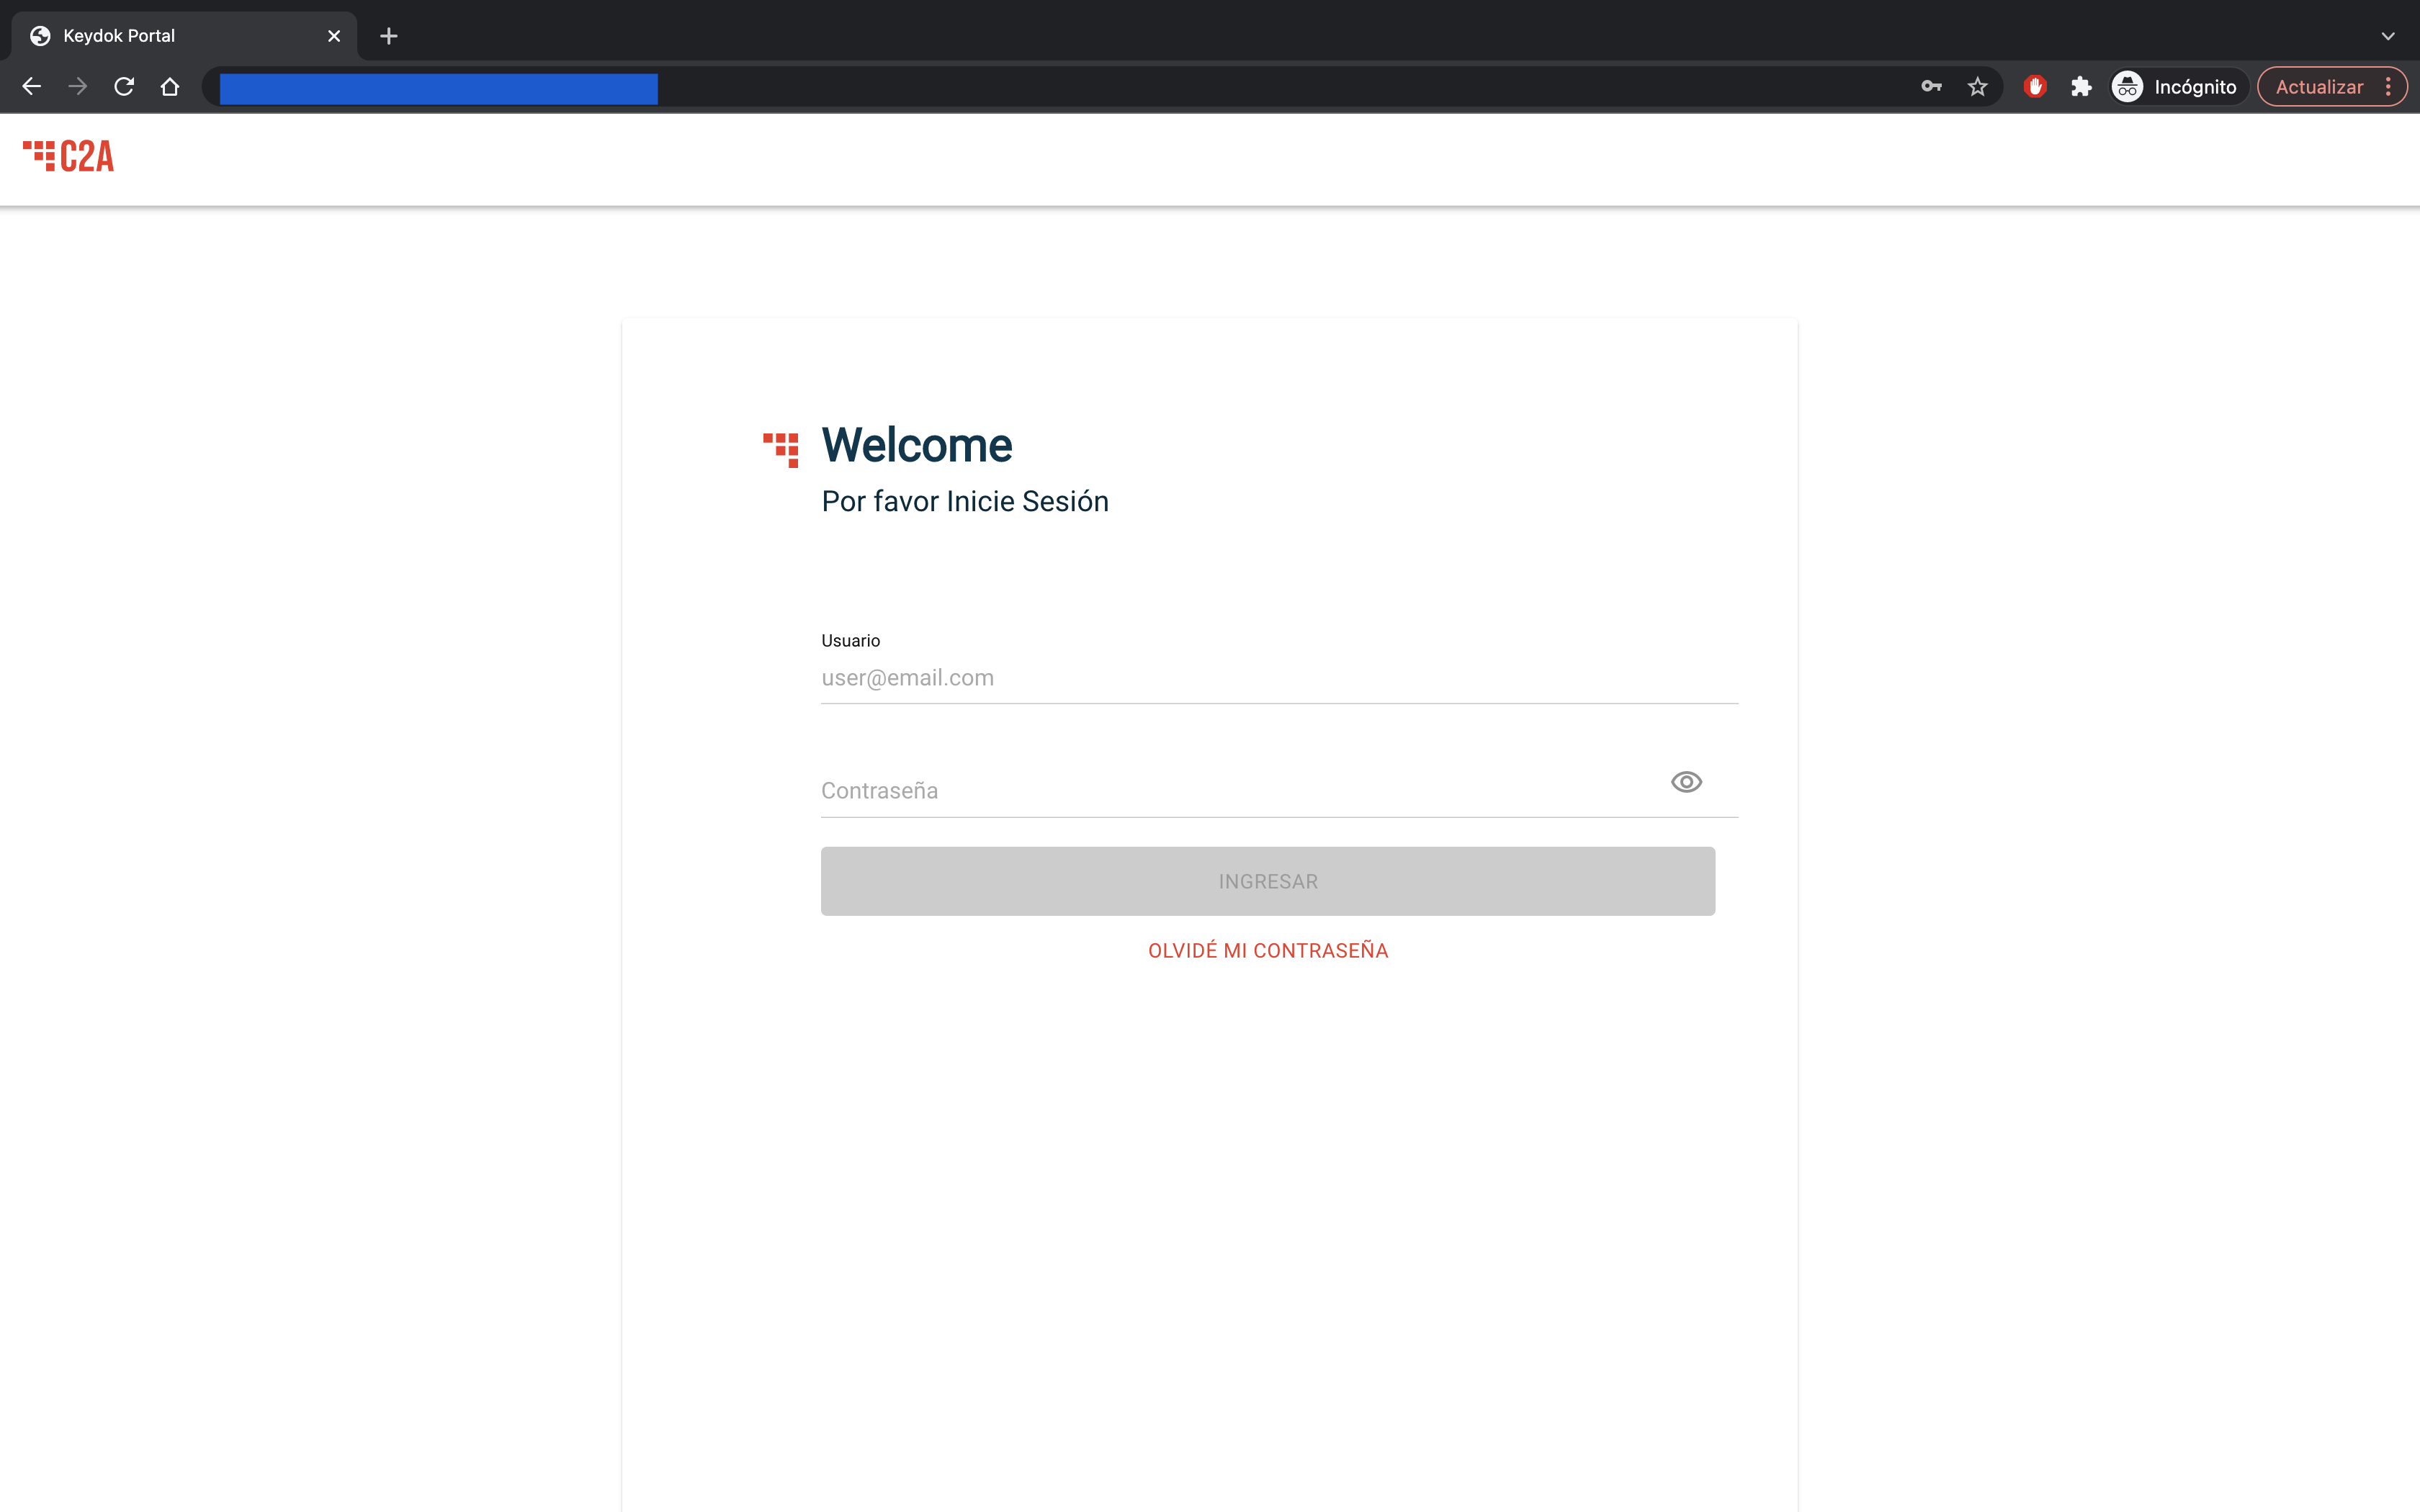 Keydok Portal
Incógnito
Actualizar
C2A
Welcome
Por favor Inicie Sesión
Usuario
user@email.com
Contraseña
INGRESAR
OLVIDÉ MI CONTRASEÑA